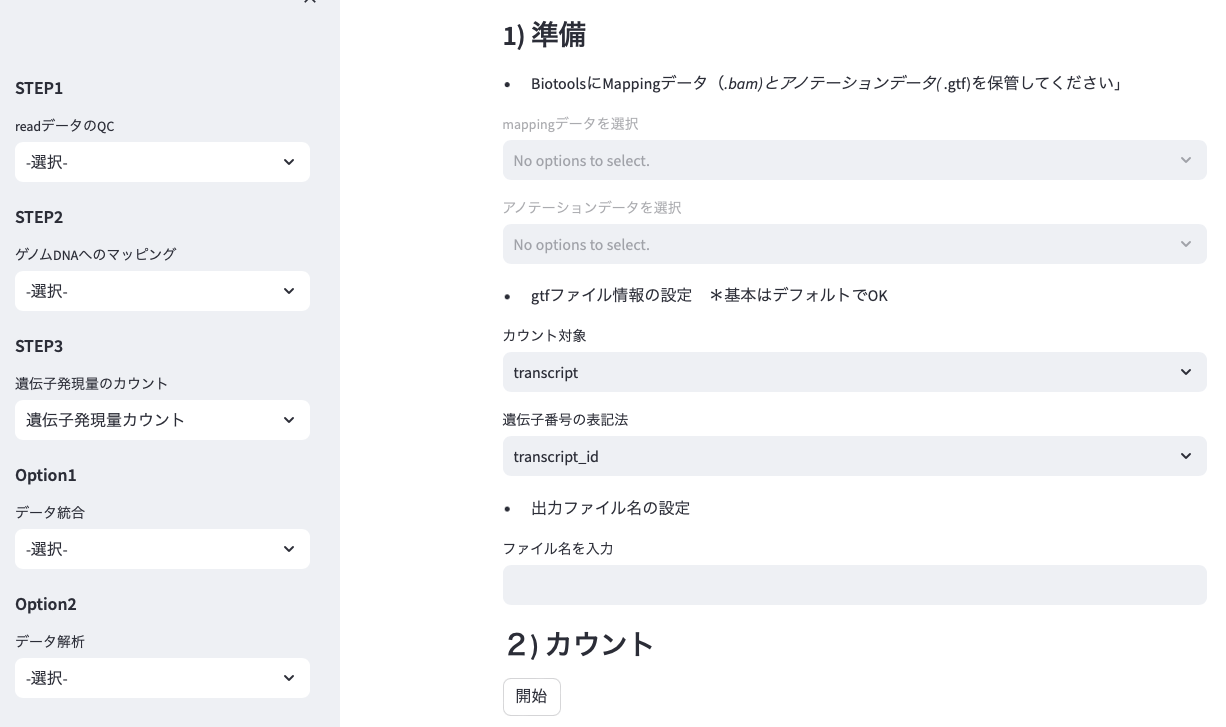 STEP1
readデータのQC
-選択-
STEP2
ゲノムDNAへのマッピング
-選択-
STEP3
遺伝子発現量のカウント
遺伝子発現量カウント
Option1
データ統合
-選択-
Option2
データ解析
-選択-
1) 準備
• BiotoolsにMappingデータ（.bam)とアノテーションデータ( .gtf)を保管してください」
mappingデータを選択
No options to select.
アノテーションデータを選択
No options to select.
• gtfファイル情報の設定　＊基本はデフォルトでOK
カウント対象
transcript
遺伝子番号の表記法
transcript_id
• 出力ファイル名の設定
ファイル名を入力
２) カウント
開始